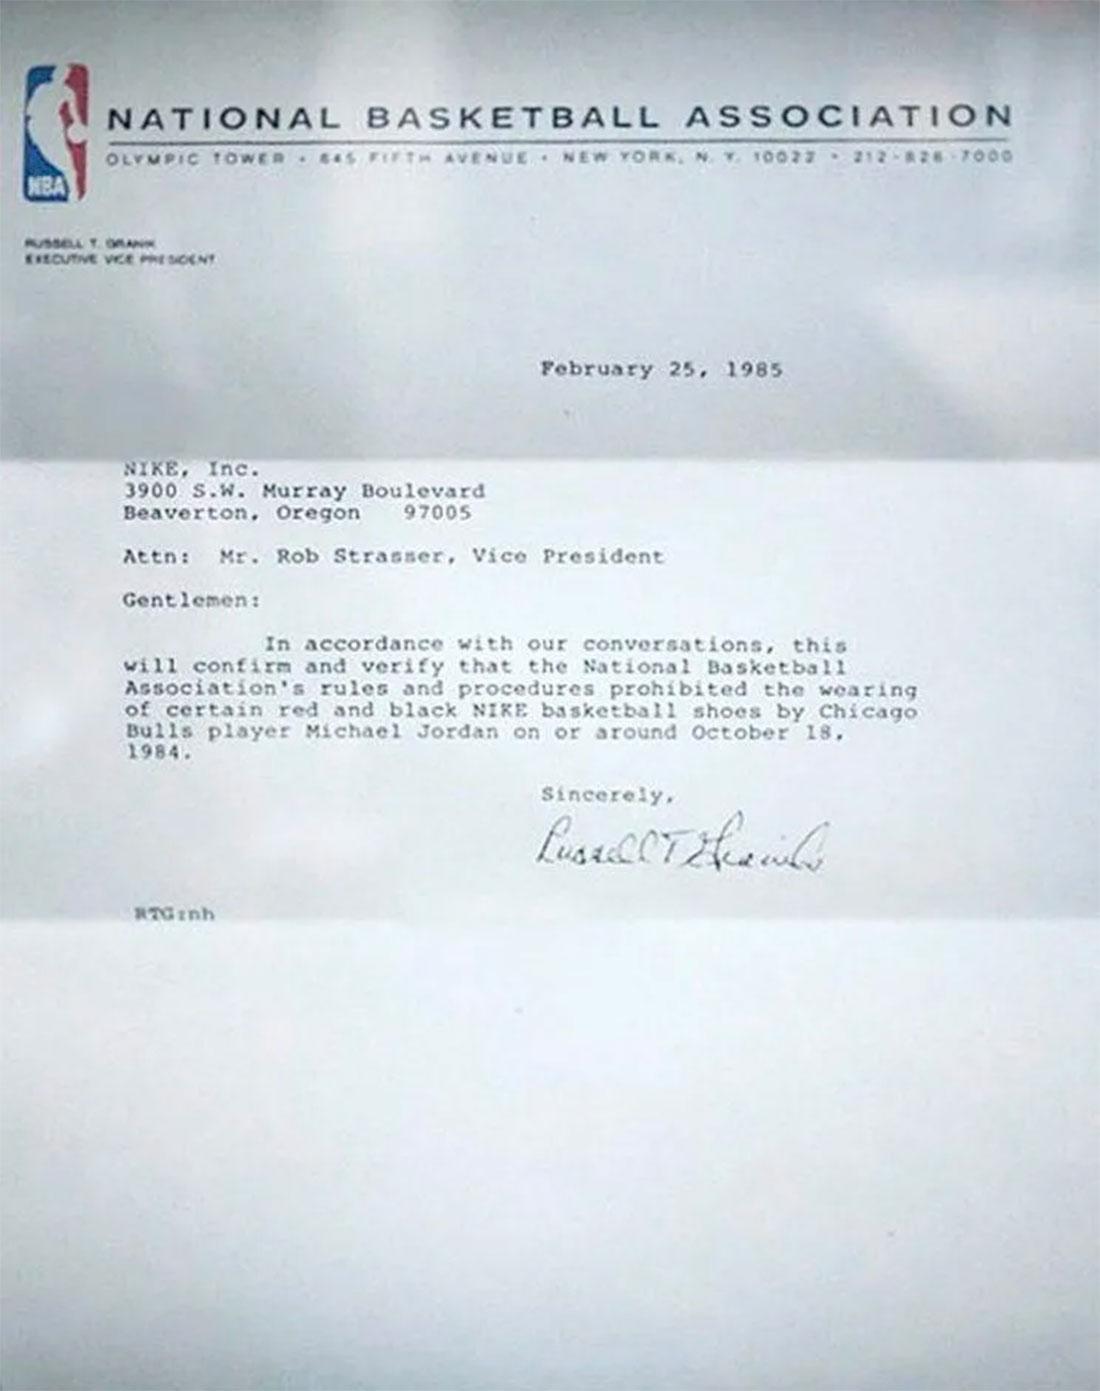 NBA
NATIONAL BASKETBALL ASSOCIATION
OLYMPIC TOWER • 645 FIFTH AVENUE • NEW YORK, N. Y. 10022 • 212-826-7000
RUSSELL T. GRANIK
EXECUTIVE VICE PRESIDENT
February 25, 1985
NIKE, Inc.
3900 S.W. Murray Boulevard
Beaverton, Oregon 97005
Attn: Mr. Rob Strasser, Vice President
Gentlemen:
In accordance with our conversations, this
will confirm and verify that the National Basketball
Association's rules and procedures prohibited the wearing
of certain red and black NIKE basketball shoes by Chicago
Bulls player Michael Jordan on or around October 18,
1984.
Sincerely,
Russell T Granik
RTG:nh